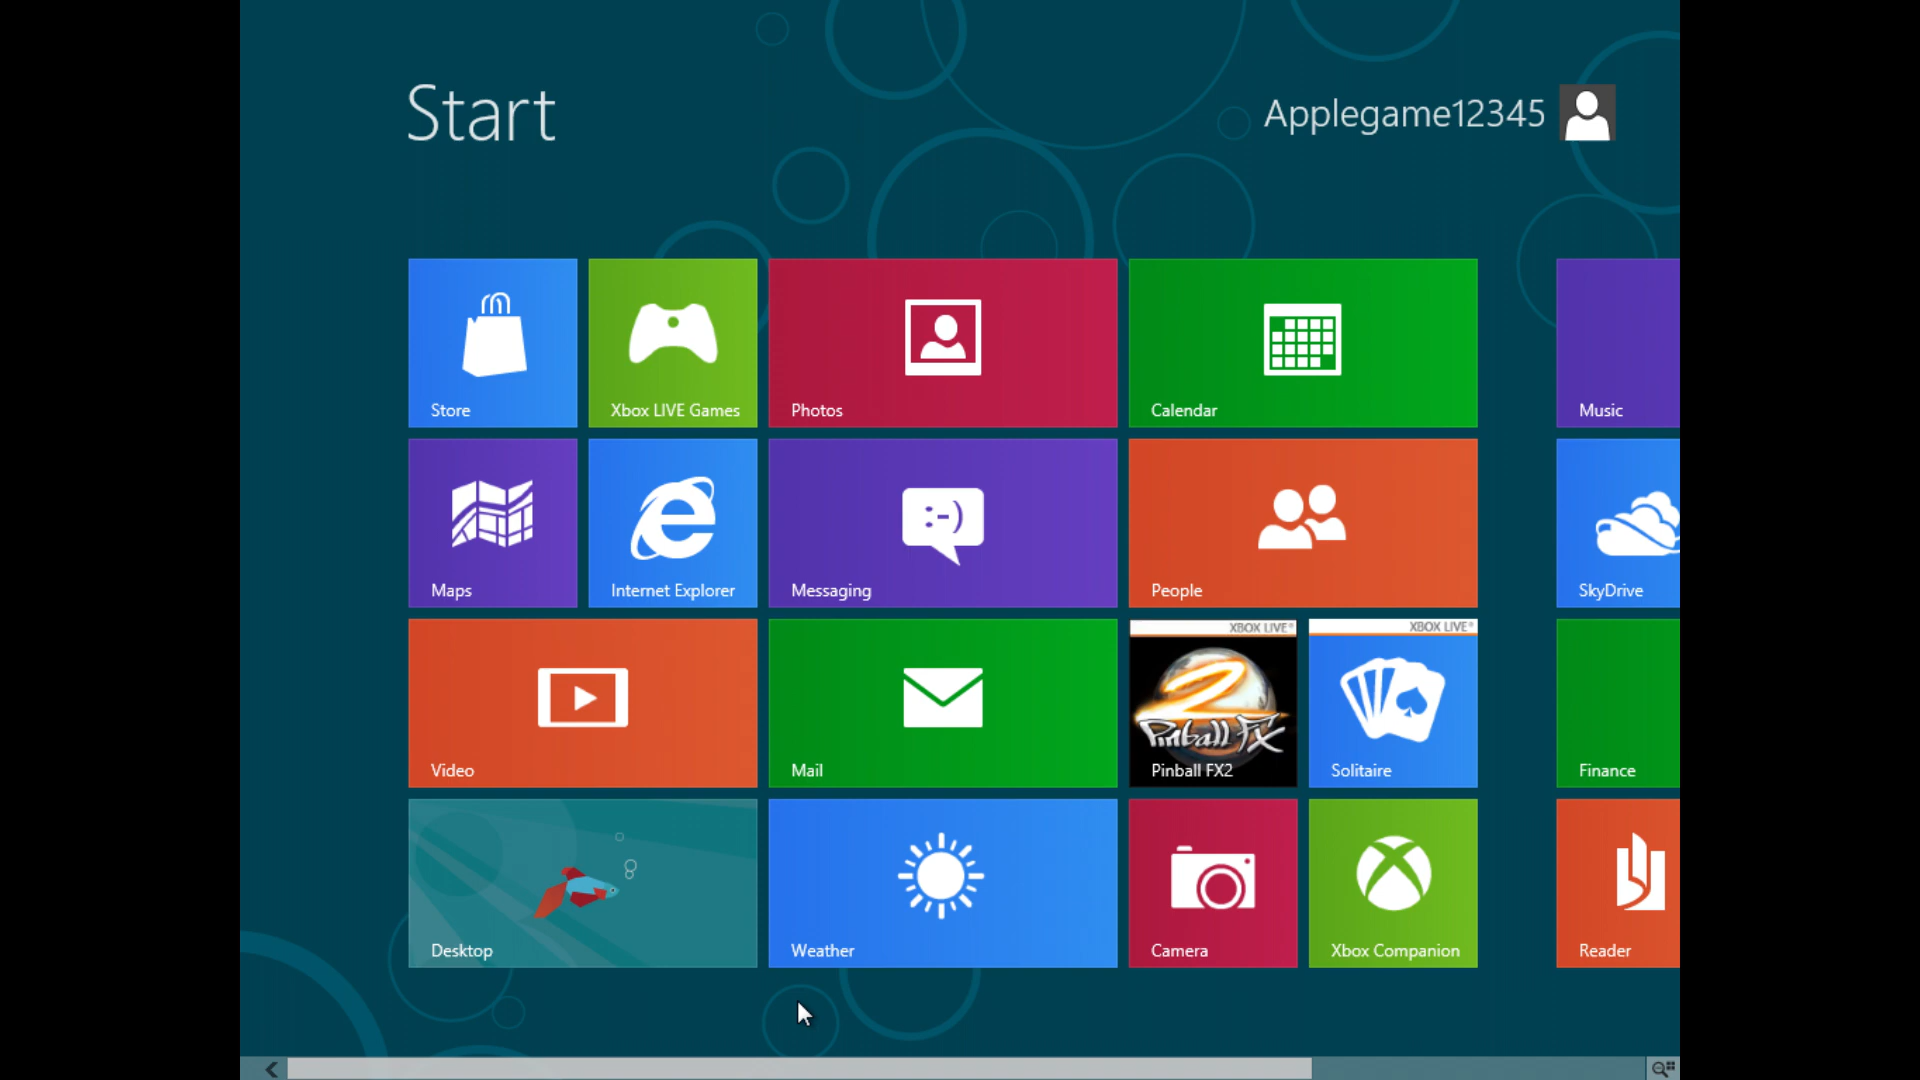 Start
Applegame12345
Store
Xbox LIVE Games
Photos
Calendar
Music
Maps
Internet Explorer
Messaging
:-)
People
SkyDrive
XBOX LIVE®
XBOX LIVE®
2
Pinball FX
Video
Mail
Pinball FX2
Solitaire
Finance
Desktop
Weather
Camera
Xbox Companion
Reader